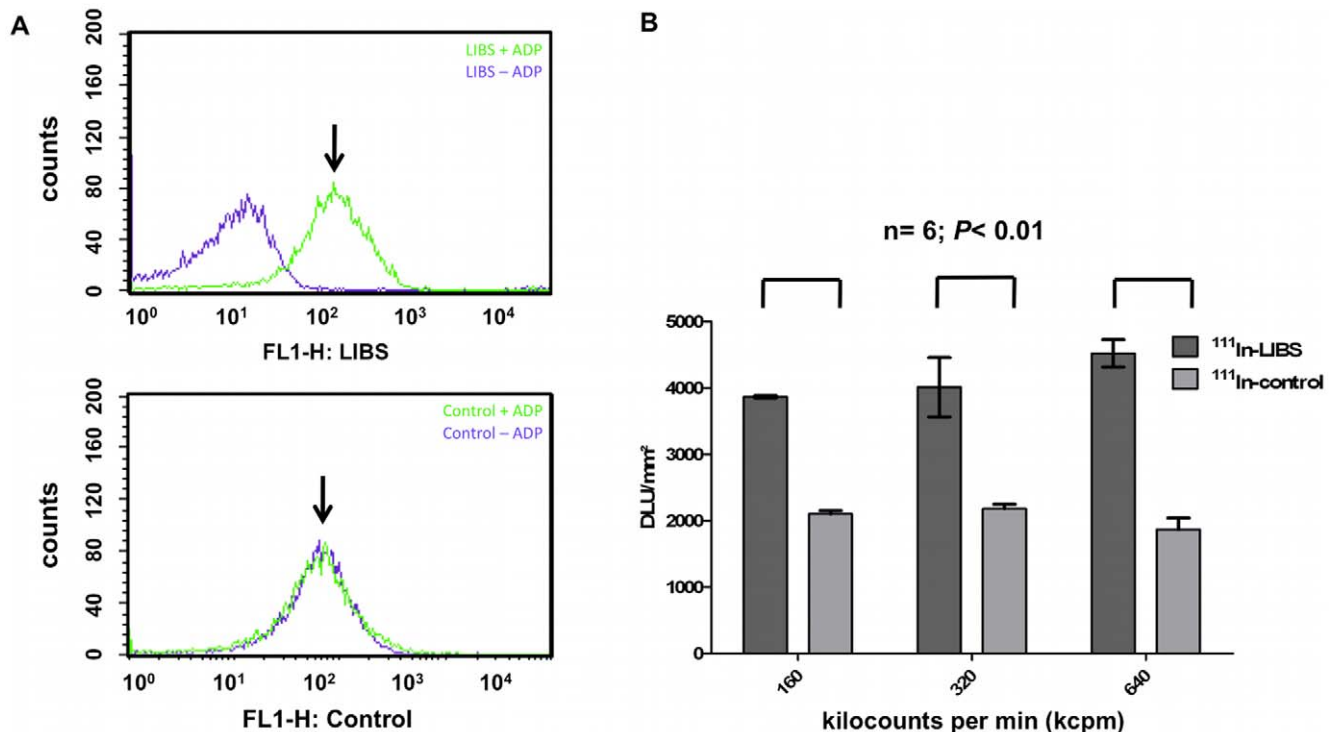 A
200
160
120
80
40
0
counts
LIBS + ADP
LIBS – ADP
10⁰ 10¹ 10² 10³ 10⁴
FL1-H: LIBS
200
160
120
80
40
0
counts
Control + ADP
Control – ADP
10⁰ 10¹ 10² 10³ 10⁴
FL1-H: Control
B
n= 6; P< 0.01
5000
4000
3000
2000
1000
0
DLU/mm²
¹¹¹In-LIBS
¹¹¹In-control
160 320 640
kilocounts per min (kcpm)